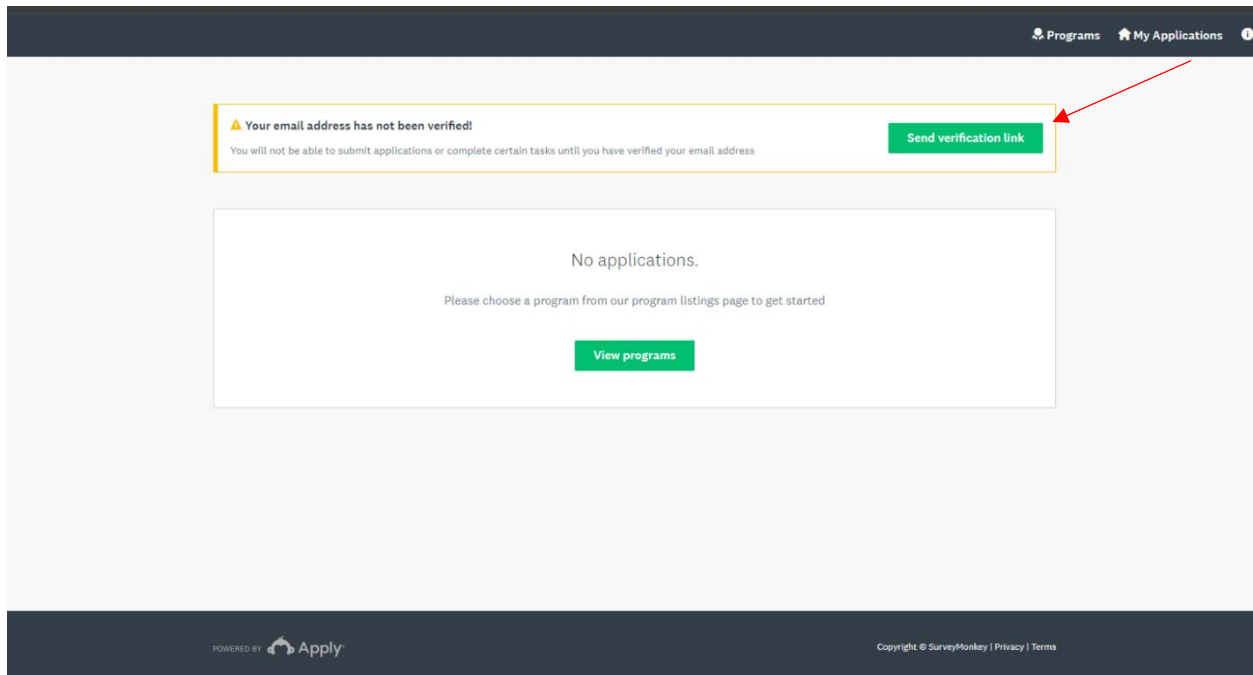 Programs My Applications
Your email address has not been verified!
You will not be able to submit applications or complete certain tasks until you have verified your email address
Send verification link
No applications.
Please choose a program from our program listings page to get started
View programs
POWERED BY Apply
Copyright © SurveyMonkey | Privacy | Terms